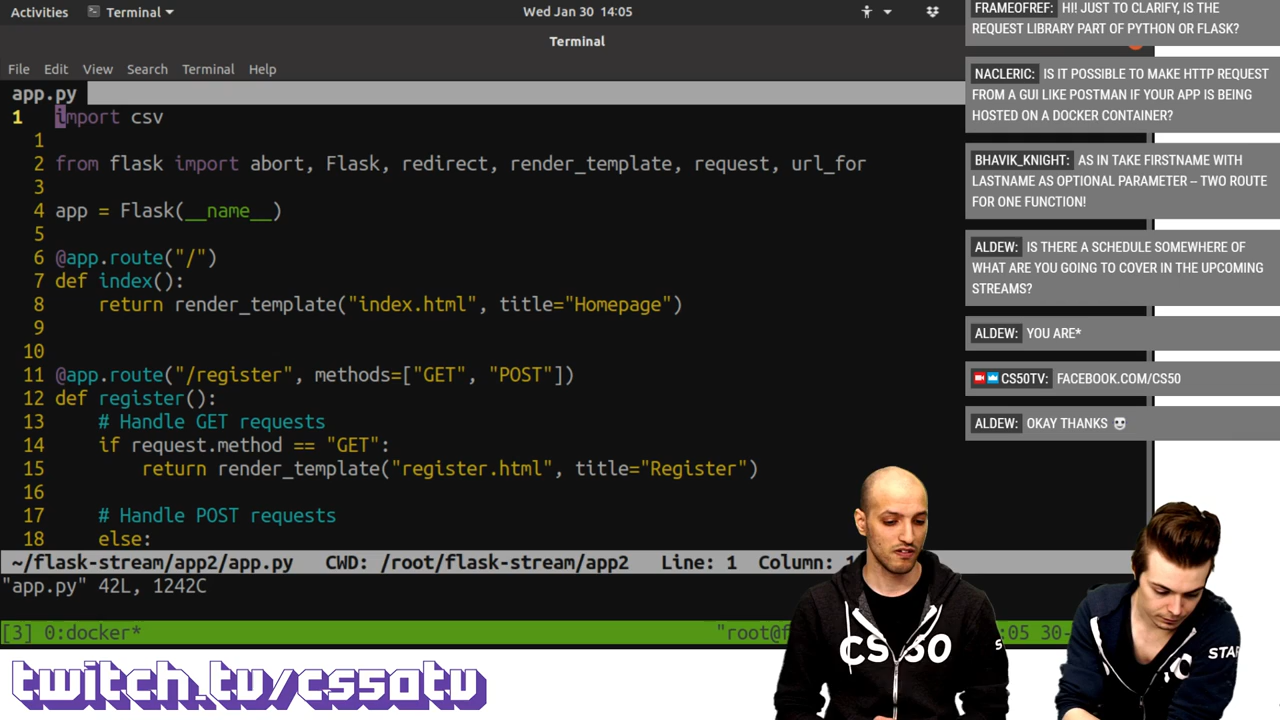 Activities Terminal Wed Jan 30 14:05
Terminal
File Edit View Search Terminal Help
app.py
1 import csv
1
2 from flask import abort, Flask, redirect, render_template, request, url_for
3
4 app = Flask(__name__)
5
6 @app.route("/")
7 def index():
8 return render_template("index.html", title="Homepage")
9
10
11 @app.route("/register", methods=["GET", "POST"])
12 def register():
13 # Handle GET requests
14 if request.method == "GET":
15 return render_template("register.html", title="Register")
16
17 # Handle POST requests
18 else:
~/flask-stream/app2/app.py CWD: /root/flask-stream/app2 Line: 1 Column:
"app.py" 42L, 1242C
[3] 0:docker* "root@ :05 30-
twitch.tv/cs50tv
FRAMEOFREF: HI! JUST TO CLARIFY, IS THE
REQUEST LIBRARY PART OF PYTHON OR FLASK?
NACLERIC: IS IT POSSIBLE TO MAKE HTTP REQUEST
FROM A GUI LIKE POSTMAN IF YOUR APP IS BEING
HOSTED ON A DOCKER CONTAINER?
BHAVIK_KNIGHT: AS IN TAKE FIRSTNAME WITH
LASTNAME AS OPTIONAL PARAMETER -- TWO ROUTE
FOR ONE FUNCTION!
ALDEW: IS THERE A SCHEDULE SOMEWHERE OF
WHAT ARE YOU GOING TO COVER IN THE UPCOMING
STREAMS?
ALDEW: YOU ARE*
CS50TV: FACEBOOK.COM/CS50
ALDEW: OKAY THANKS
CS50